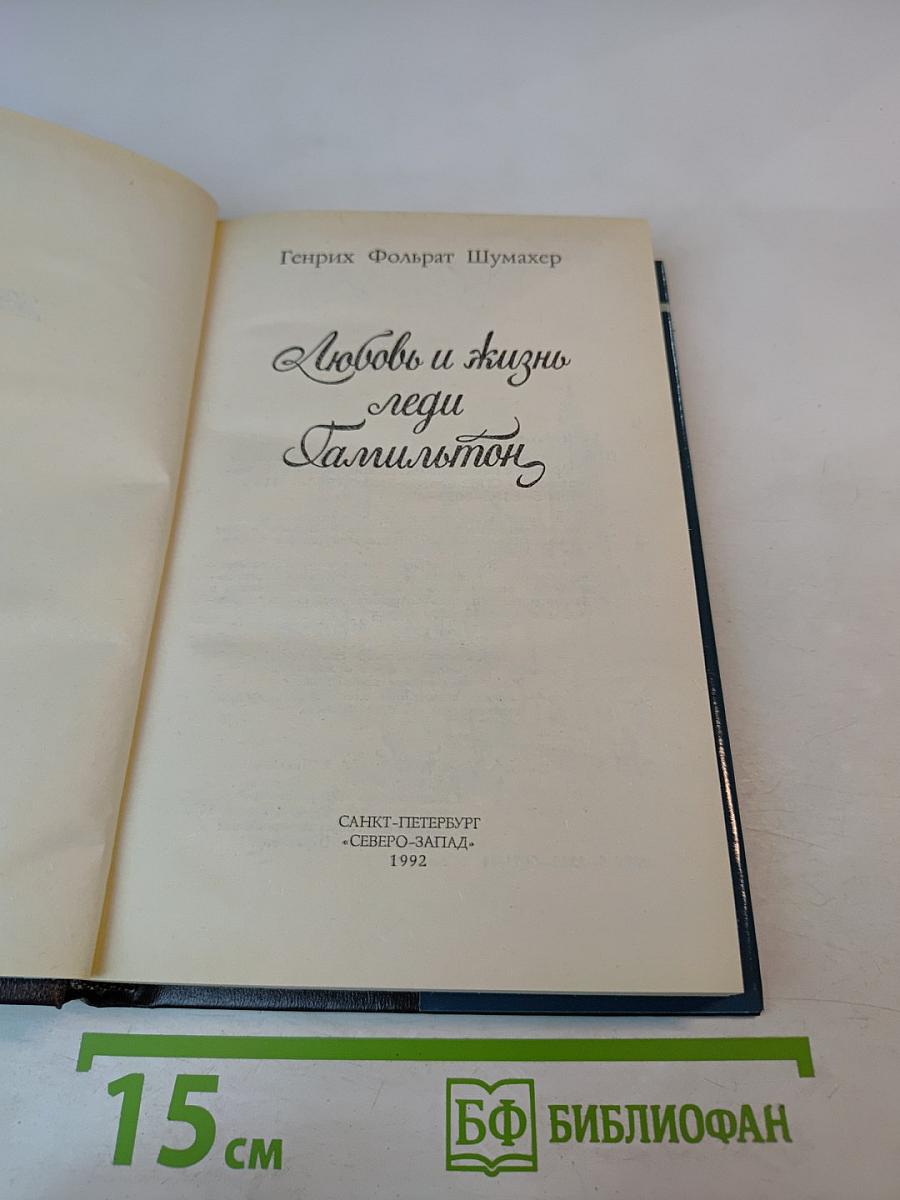 Генрих Фольрат Шумахер
Любовь и жизнь
леди
Гамильтон
САНКТ-ПЕТЕРБУРГ
«СЕВЕРО-ЗАПАД»
1992
15 см
БФ БИБЛИОФАН